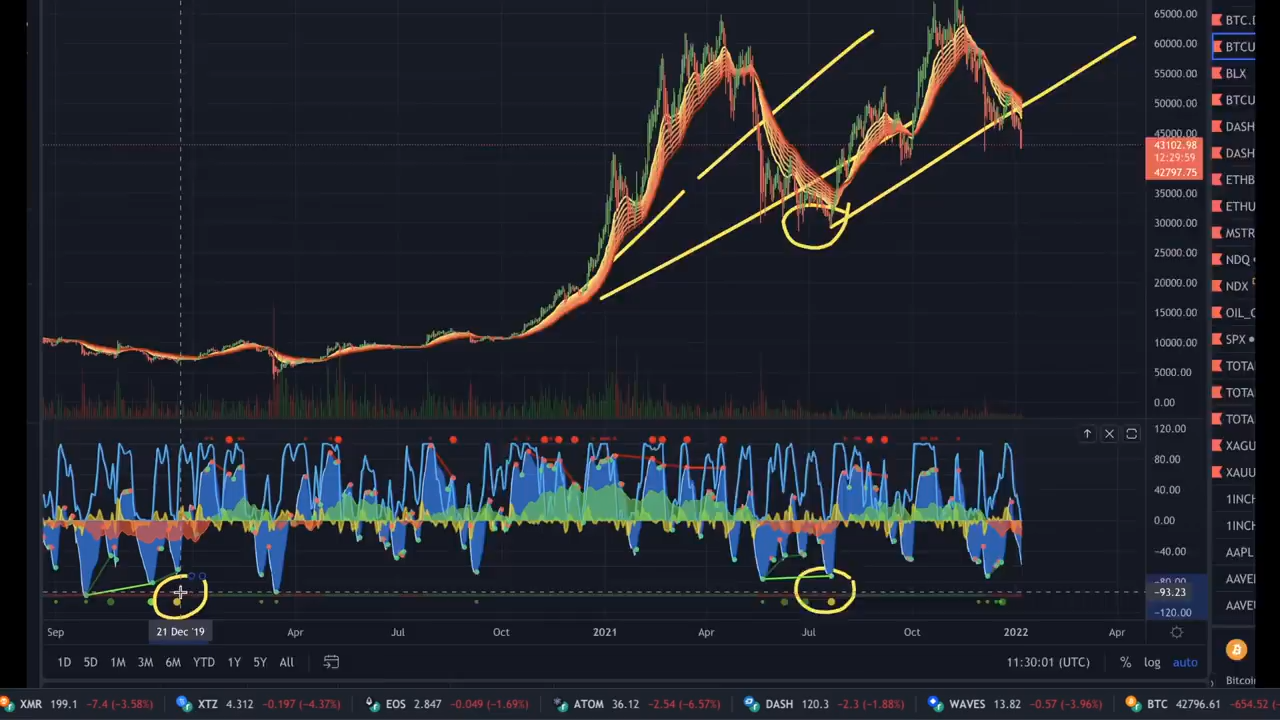 65000.00
60000.00
55000.00
50000.00
45000.00
43102.98
12:29:59
42797.75
35000.00
30000.00
25000.00
20000.00
15000.00
10000.00
5000.00
0.00
120.00
80.00
40.00
0.00
-40.00
-80.00
-93.23
-120.00
BTC.D
BTCU
BLX
BTCU
DASH
DASH
ETHB
ETHU
MSTR
NDQ
NDX
OIL_C
SPX
TOTA
TOTA
TOTA
XAGU
XAUU
1INCH
1INCH
AAPL
AAVE
AAVE
Bitcoi
Sep 21 Dec '19 Apr Jul Oct 2021 Apr Jul Oct 2022 Apr
1D 5D 1M 3M 6M YTD 1Y 5Y All 11:30:01 (UTC) % log auto
XMR 199.1 -7.4 (-3.58%) XTZ 4.312 -0.197 (-4.37%) EOS 2.847 -0.049 (-1.69%) ATOM 36.12 -2.54 (-6.57%) DASH 120.3 -2.3 (-1.88%) WAVES 13.82 -0.57 (-3.96%) BTC 42796.61 -654.52